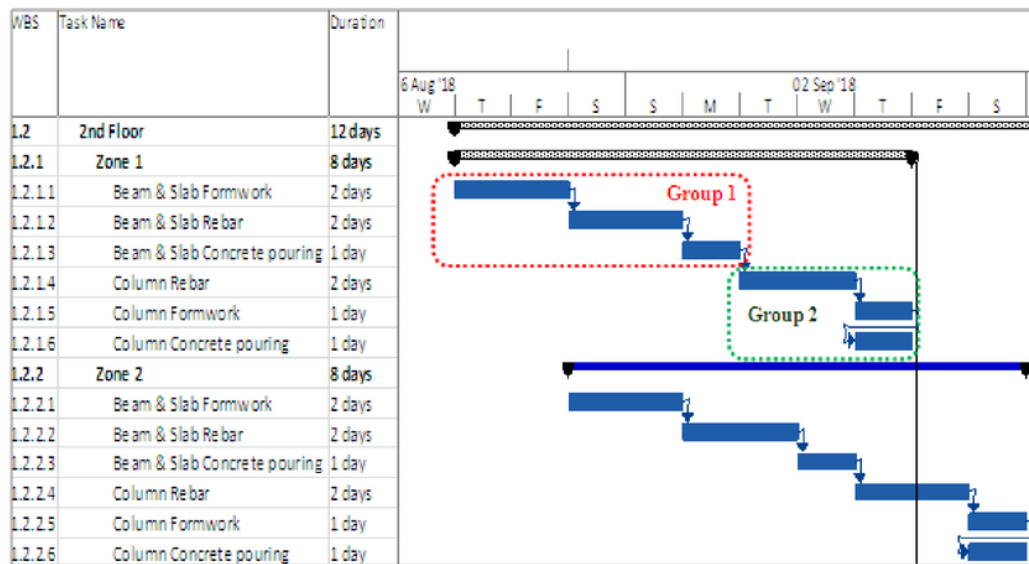 WBS Task Name Duration
6 Aug '18 02 Sep '18
W T F S S M T W T F S
1.2 2nd Floor 12 days
1.2.1 Zone 1 8 days
1.2.1.1 Beam & Slab Formwork 2 days
Group 1
1.2.1.2 Beam & Slab Rebar 2 days
1.2.1.3 Beam & Slab Concrete pouring 1 day
1.2.1.4 Column Rebar 2 days
1.2.1.5 Column Formwork 1 day
Group 2
1.2.1.6 Column Concrete pouring 1 day
1.2.2 Zone 2 8 days
1.2.2.1 Beam & Slab Formwork 2 days
1.2.2.2 Beam & Slab Rebar 2 days
1.2.2.3 Beam & Slab Concrete pouring 1 day
1.2.2.4 Column Rebar 2 days
1.2.2.5 Column Formwork 1 day
1.2.2.6 Column Concrete pouring 1 day